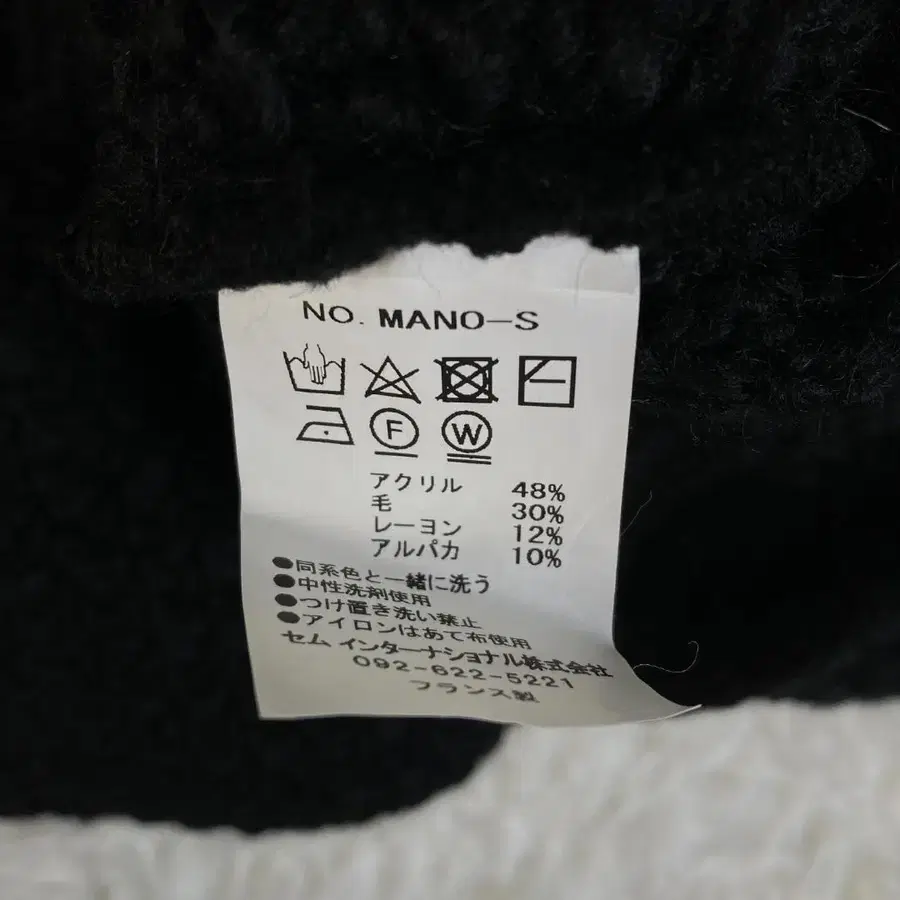 NO. MANO-S
F W
アクリル 48%
毛 30%
レーヨン 12%
アルパカ 10%
●同系色と一緒に洗う
●中性洗剤使用
●つけ置き洗い禁止
●アイロンはあて布使用
セム インターナショナル株式会社
092-622-5221
フランス製